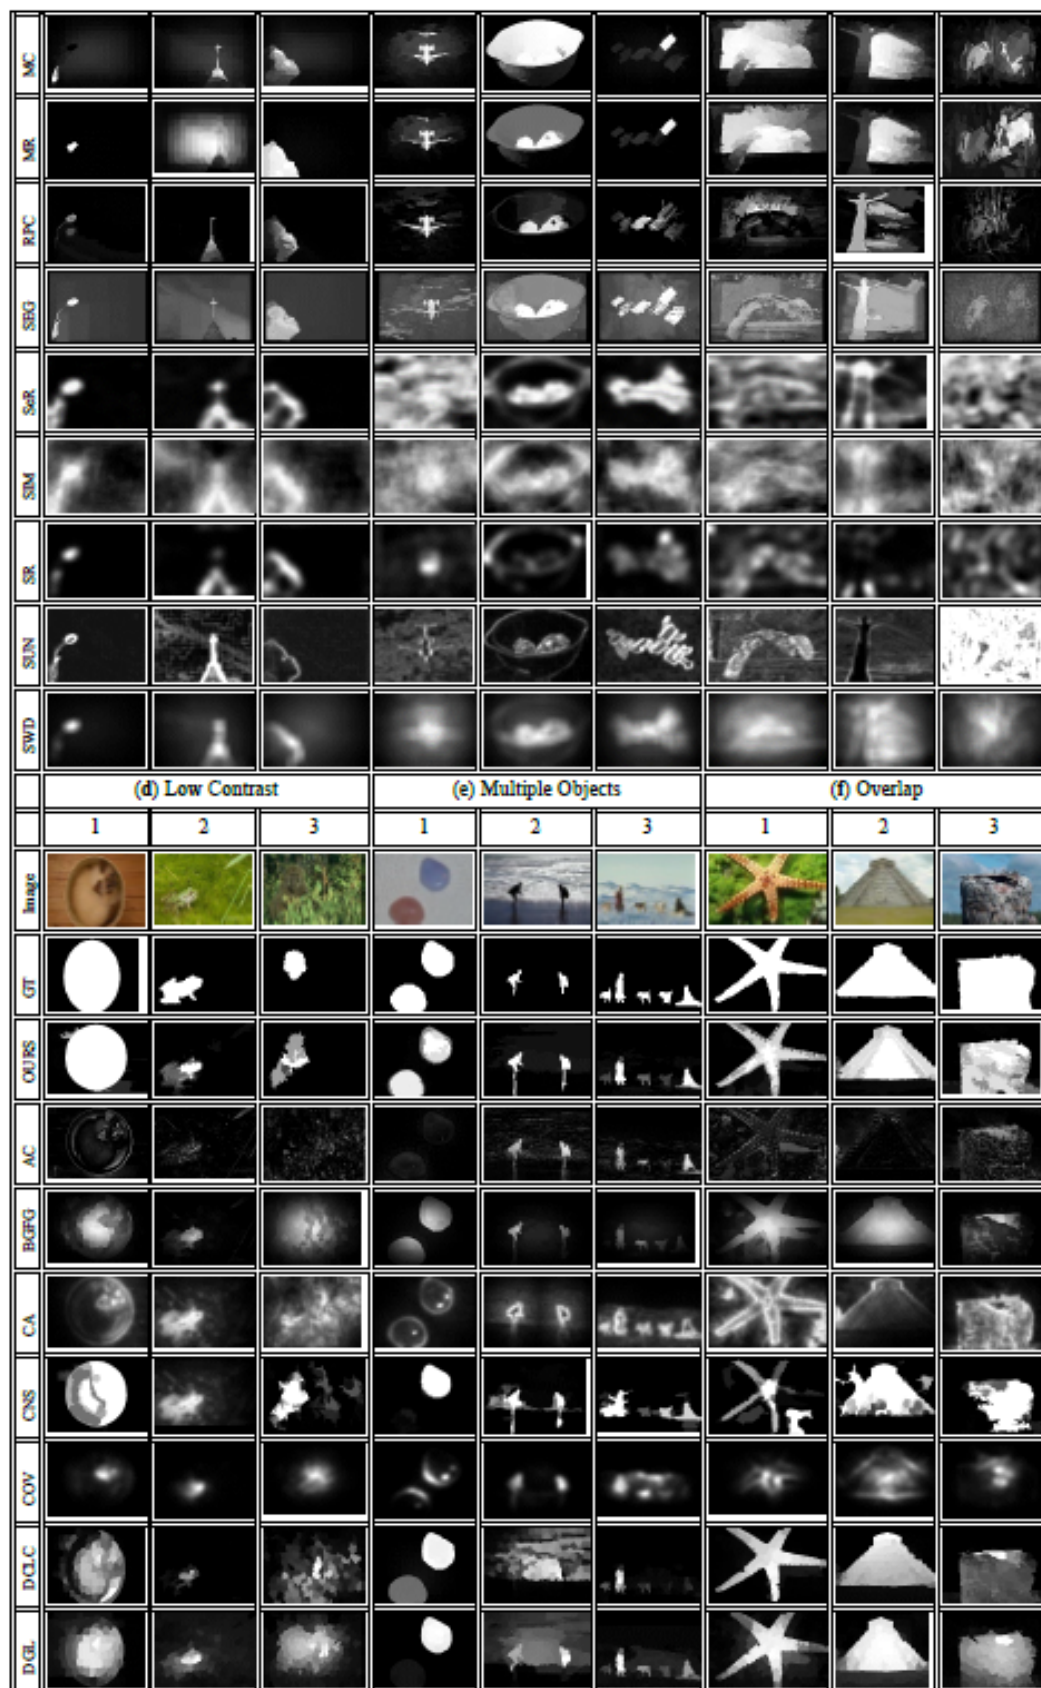 MC
MR
RPC
SEG
SeR
SIM
SR
SUN
SWD
(d) Low Contrast (e) Multiple Objects (f) Overlap
1 2 3 1 2 3 1 2 3
Image
GT
OURS
AC
BGFG
CA
CNS
COV
DCLC
DGL